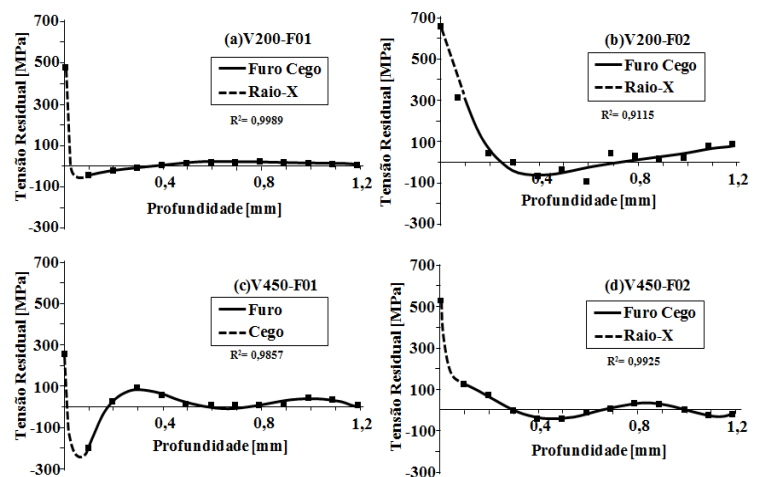 Tensão Residual [MPa]
700
500
300
100
-100
-300
(a)V200-F01
Furo Cego
Raio-X
R²= 0,9989
0,4
0,8
1,2
Profundidade [mm]
Tensão Residual [MPa]
700
500
300
100
-100
-300
(b)V200-F02
Furo Cego
Raio-X
R²= 0,9115
0,4
0,8
1,2
Profundidade [mm]
Tensão Residual [MPa]
700
500
300
100
-100
-300
(c)V450-F01
Furo
Cego
R²= 0,9857
0,4
0,8
1,2
Profundidade [mm]
Tensão Residual [MPa]
700
500
300
100
-100
-300
(d)V450-F02
Furo Cego
Raio-X
R²= 0,9925
0,4
0,8
1,2
Profundidade [mm]